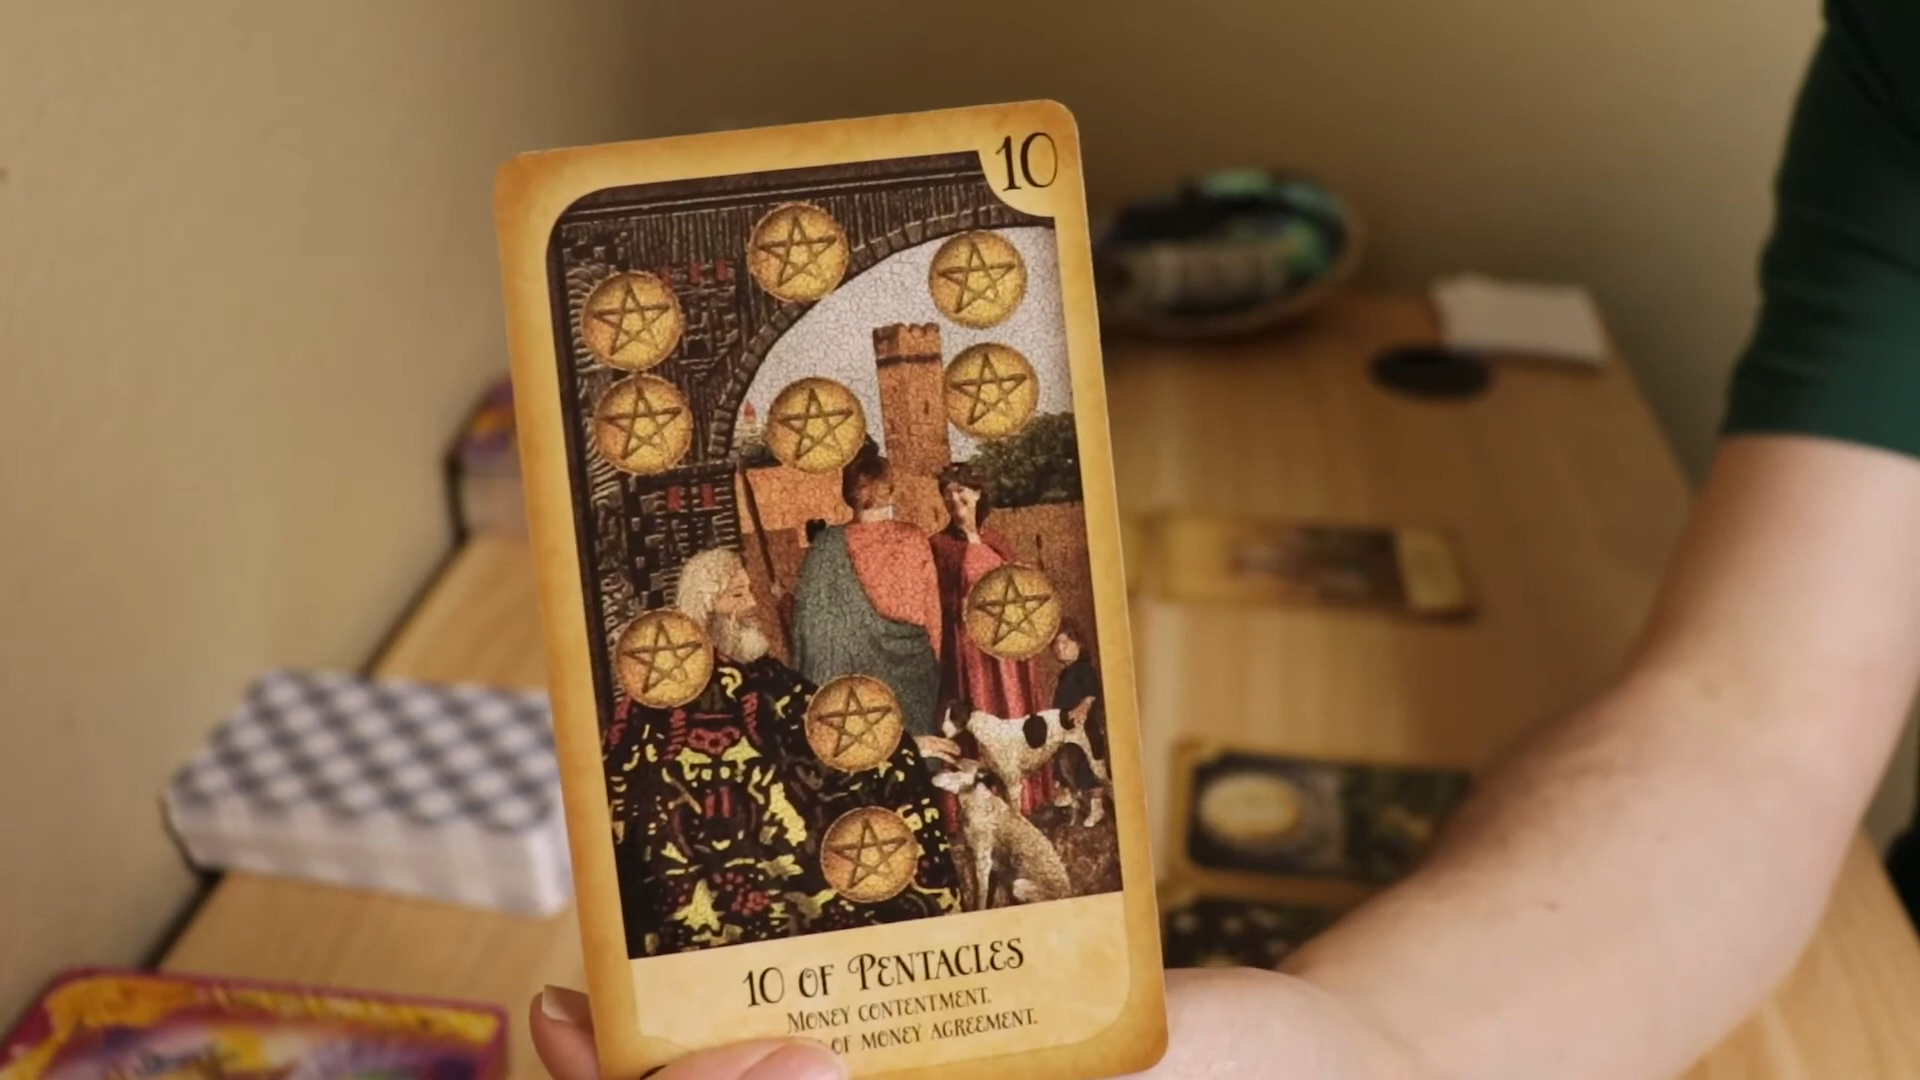 10
10 OF PENTACLES
MONEY CONTENTMENT.
OF MONEY AGREEMENT.